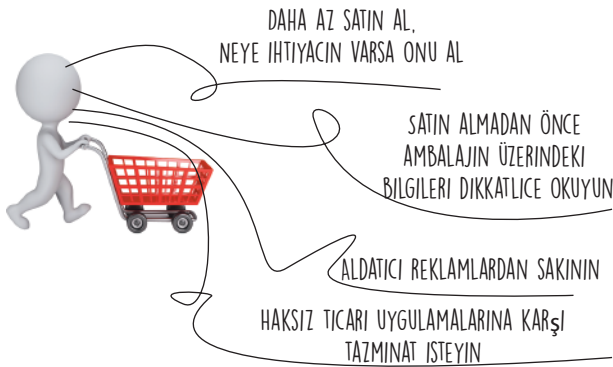 DAHA AZ SATIN AL,
NEYE IHTIYACIN VARSA ONU AL
SATIN ALMADAN ÖNCE
AMBALAJIN ÜZERINDEKI
BILGILERI DIKKATLICE OKUYUN
ALDATICI REKLAMLARDAN SAKININ
HAKSIZ TICARI UYGULAMALARINA KARŞI
TAZMINAT ISTEYIN